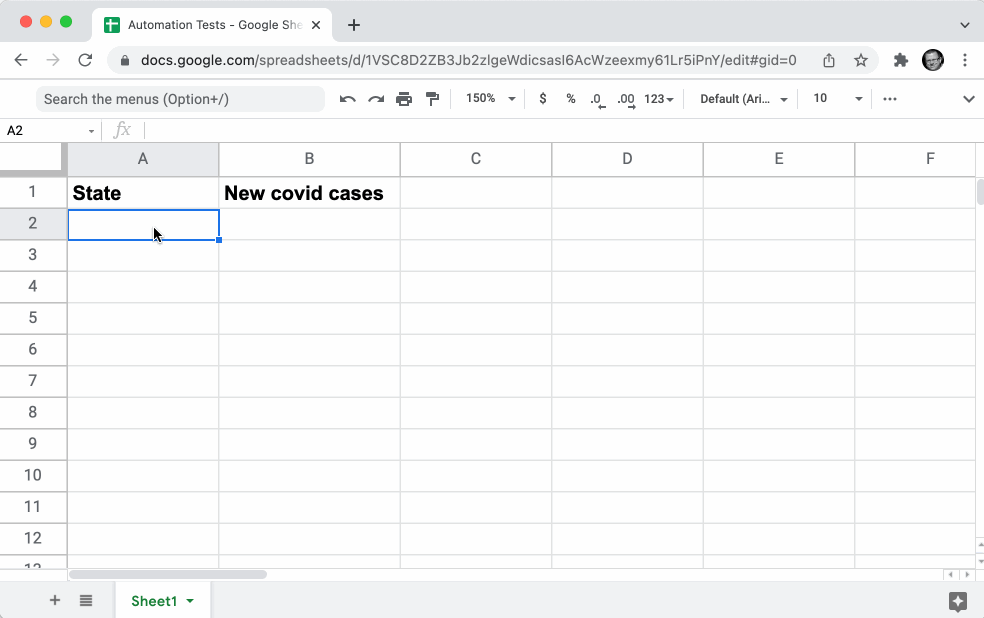 Automation Tests - Google She
docs.google.com/spreadsheets/d/1VSC8D2ZB3Jb2zlgeWdicsasI6AcWzeexmy61Lr5iPnY/edit#gid=0
Search the menus (Option+/) 150% $ % .0 .00 123 Default (Ari... 10
A2 fx
A B C D E F
1 State New covid cases
2
3
4
5
6
7
8
9
10
11
12
13
Sheet1